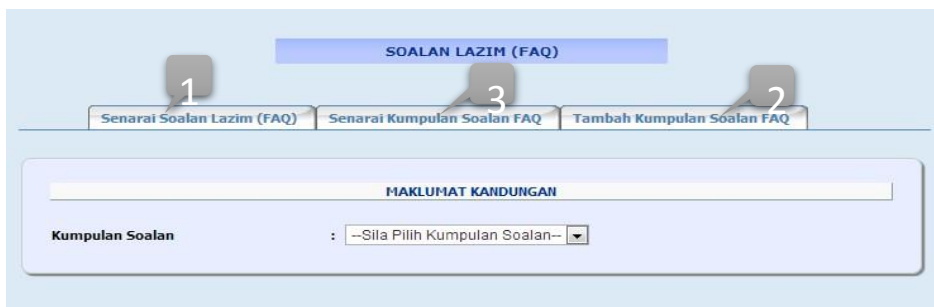 SOALAN LAZIM (FAQ)
1
3
2
Senarai Soalan Lazim (FAQ)
Senarai Kumpulan Soalan FAQ
Tambah Kumpulan Soalan FAQ
MAKLUMAT KANDUNGAN
Kumpulan Soalan : --Sila Pilih Kumpulan Soalan--